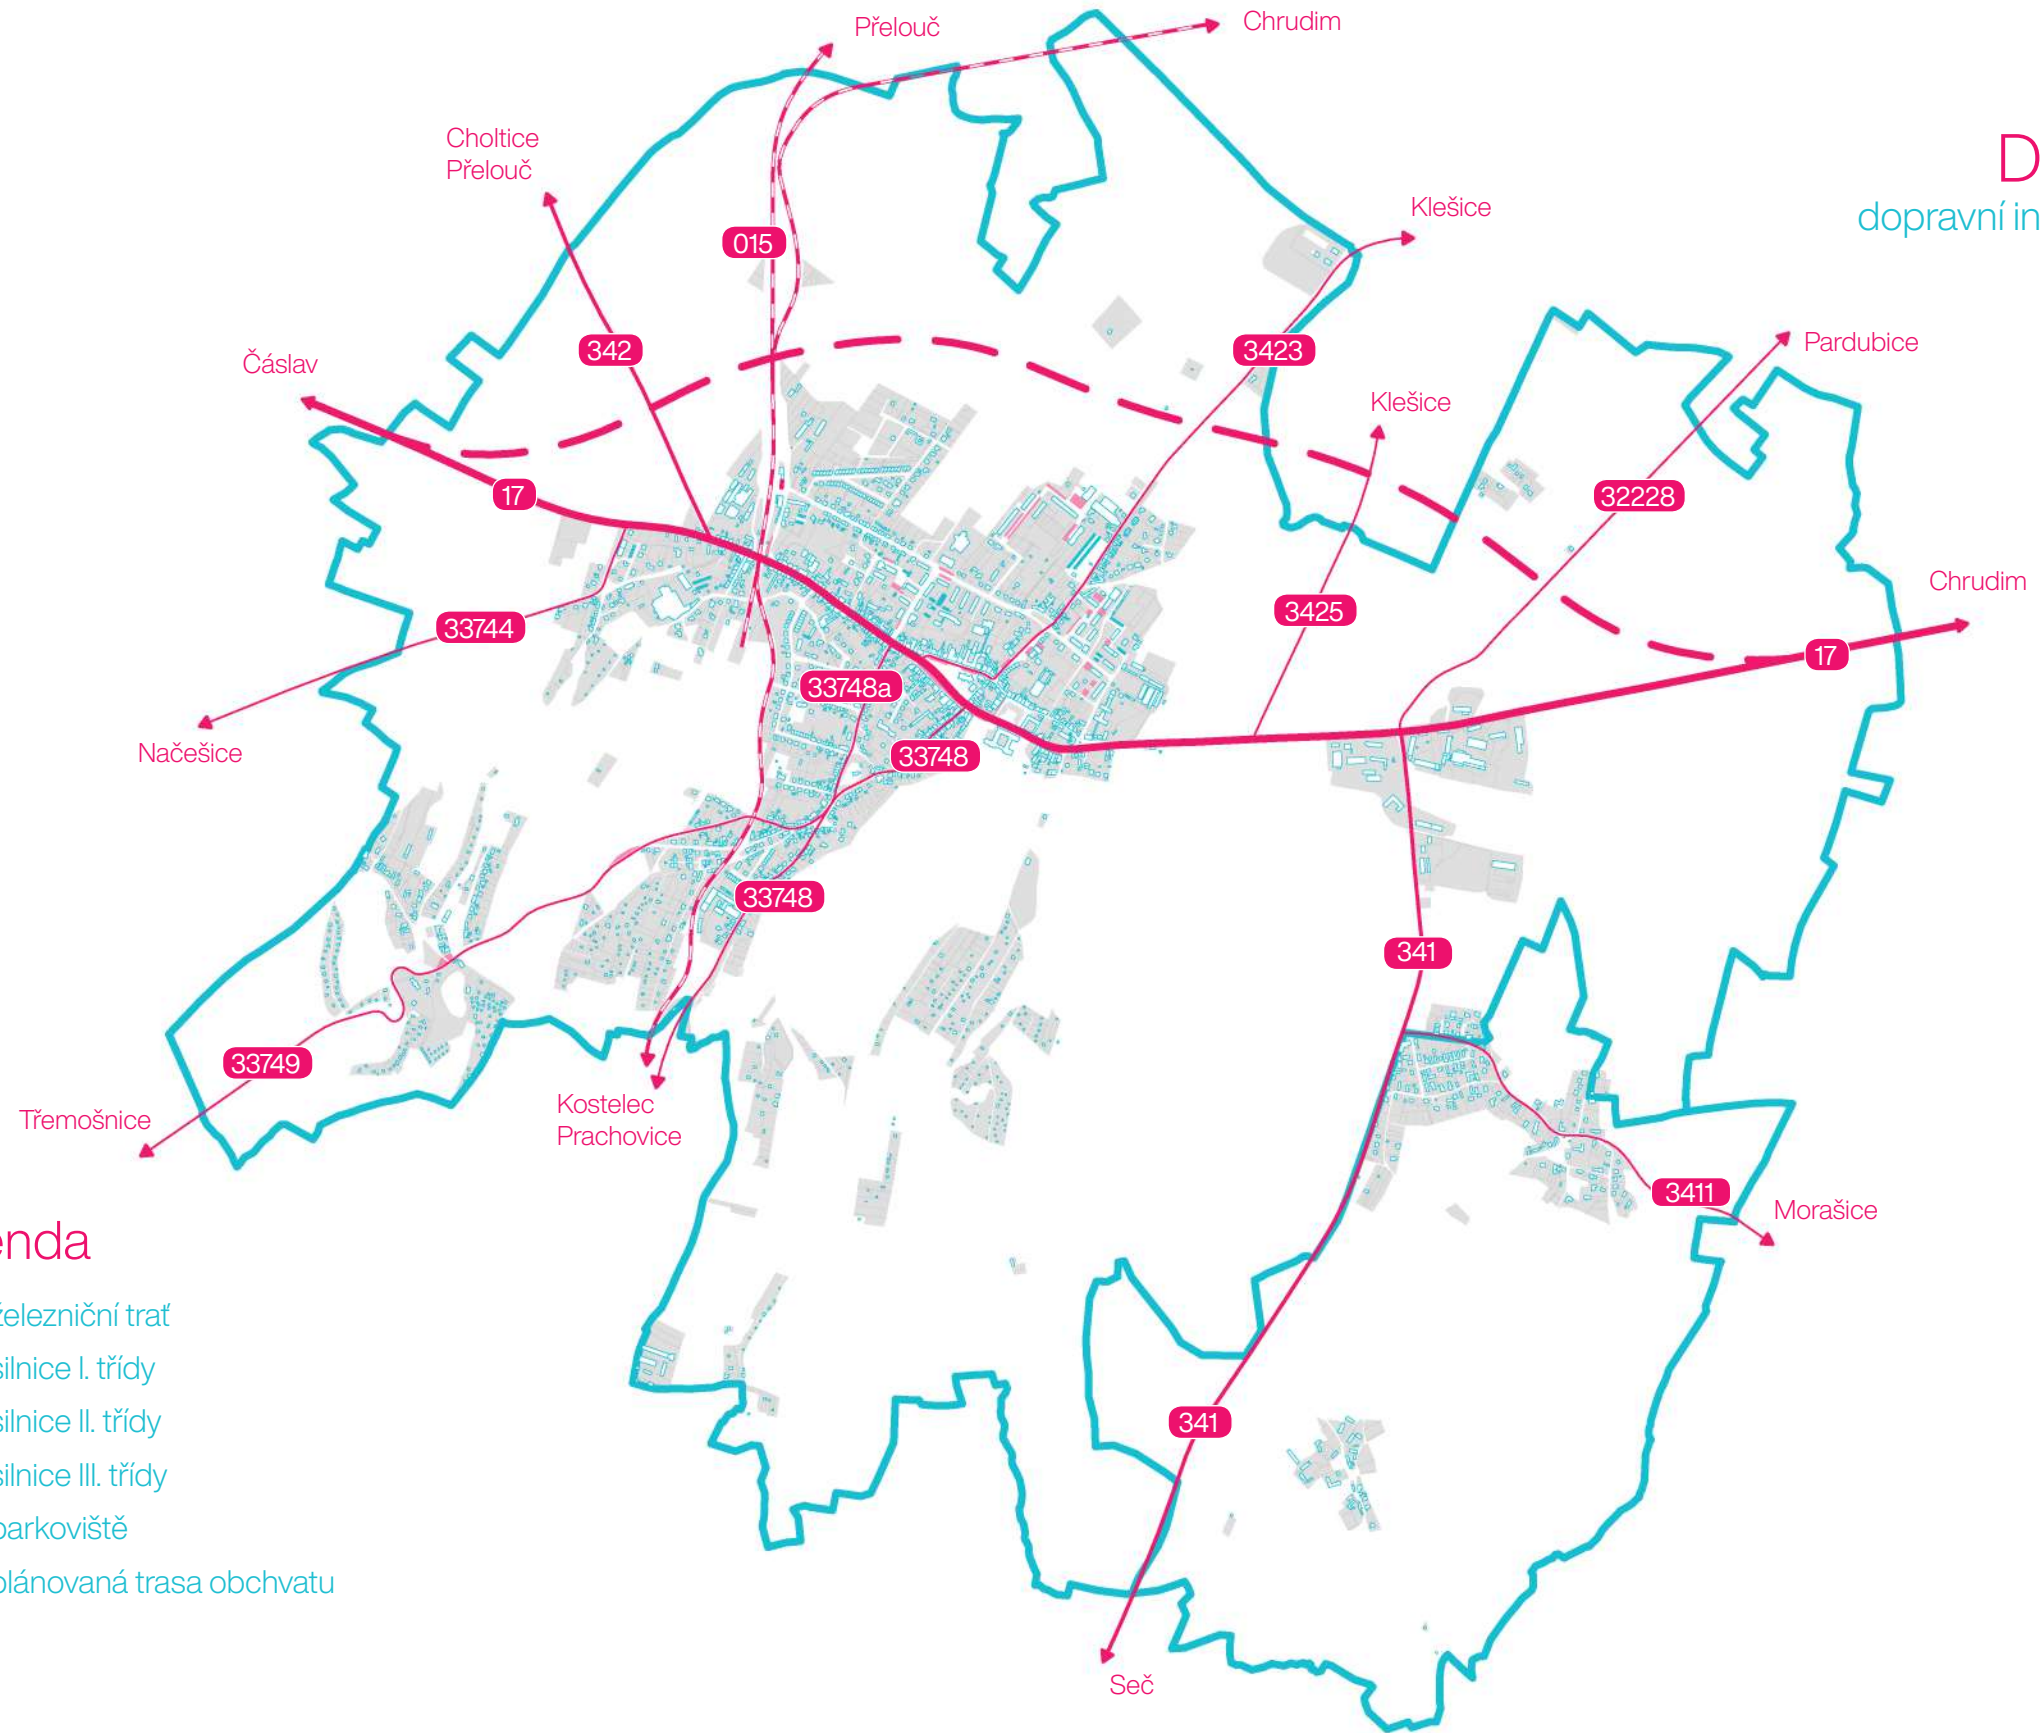 Přelouč
Chrudim
Choltice
Přelouč
D
dopravní in
Klešice
015
342
3423
Pardubice
Čáslav
Klešice
17
32228
Chrudim
33744
3425
17
33748a
Načešice
33748
33748
341
33749
Kostelec
Prachovice
Třemošnice
3411
Morašice
enda
železniční trať
silnice I. třídy
silnice II. třídy
silnice III. třídy
parkoviště
plánovaná trasa obchvatu
341
Seč